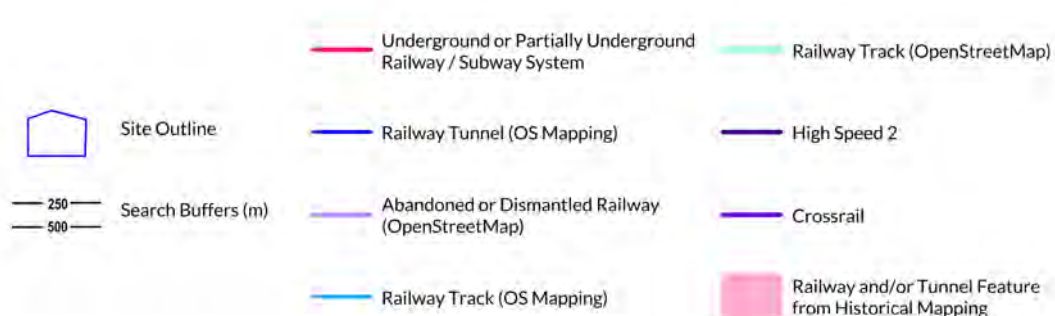 Site Outline
250
500
Search Buffers (m)
Underground or Partially Underground
Railway / Subway System
Railway Tunnel (OS Mapping)
Abandoned or Dismantled Railway
(OpenStreetMap)
Railway Track (OS Mapping)
Railway Track (OpenStreetMap)
High Speed 2
Crossrail
Railway and/or Tunnel Feature
from Historical Mapping